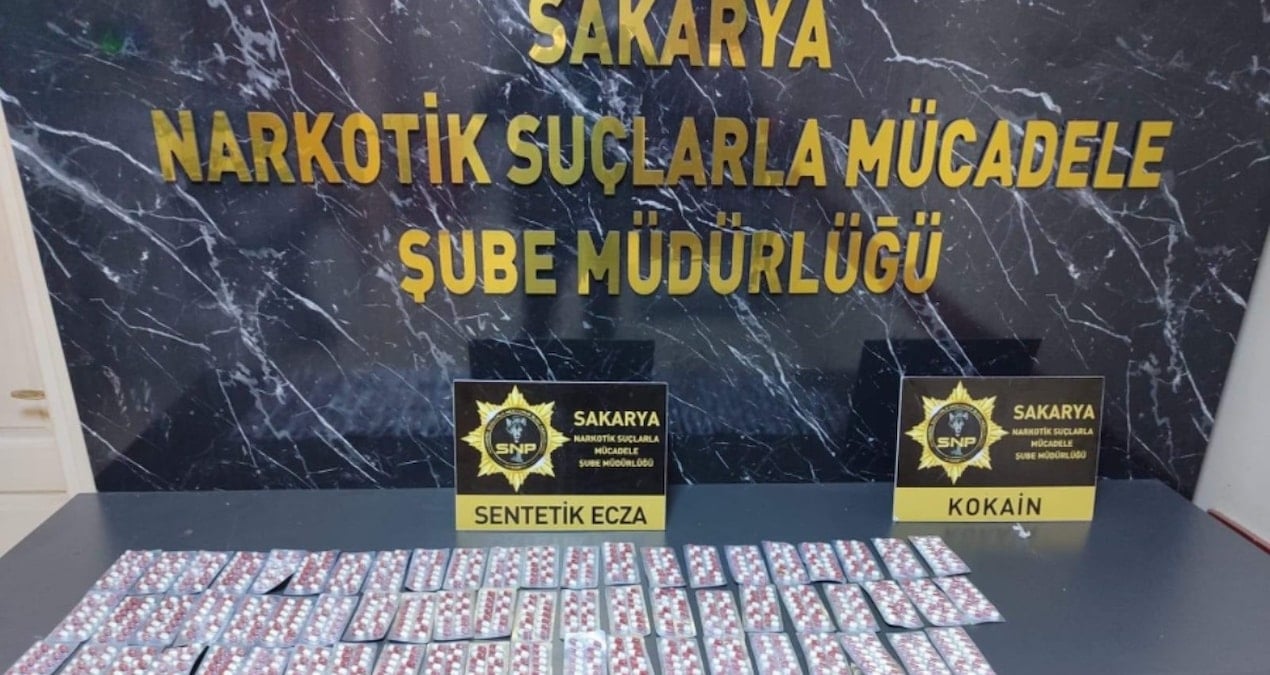 SAKARYA
NARKOTİK SUÇLARLA MÜCADELE
ŞUBE MÜDÜRLÜĞÜ
SNP
SAKARYA
NARKOTİK SUÇLARLA
MÜCADELE
ŞUBE MÜDÜRLÜĞÜ
SENTETİK ECZA
SNP
SAKARYA
NARKOTİK SUÇLARLA
MÜCADELE
ŞUBE MÜDÜRLÜĞÜ
KOKAİN